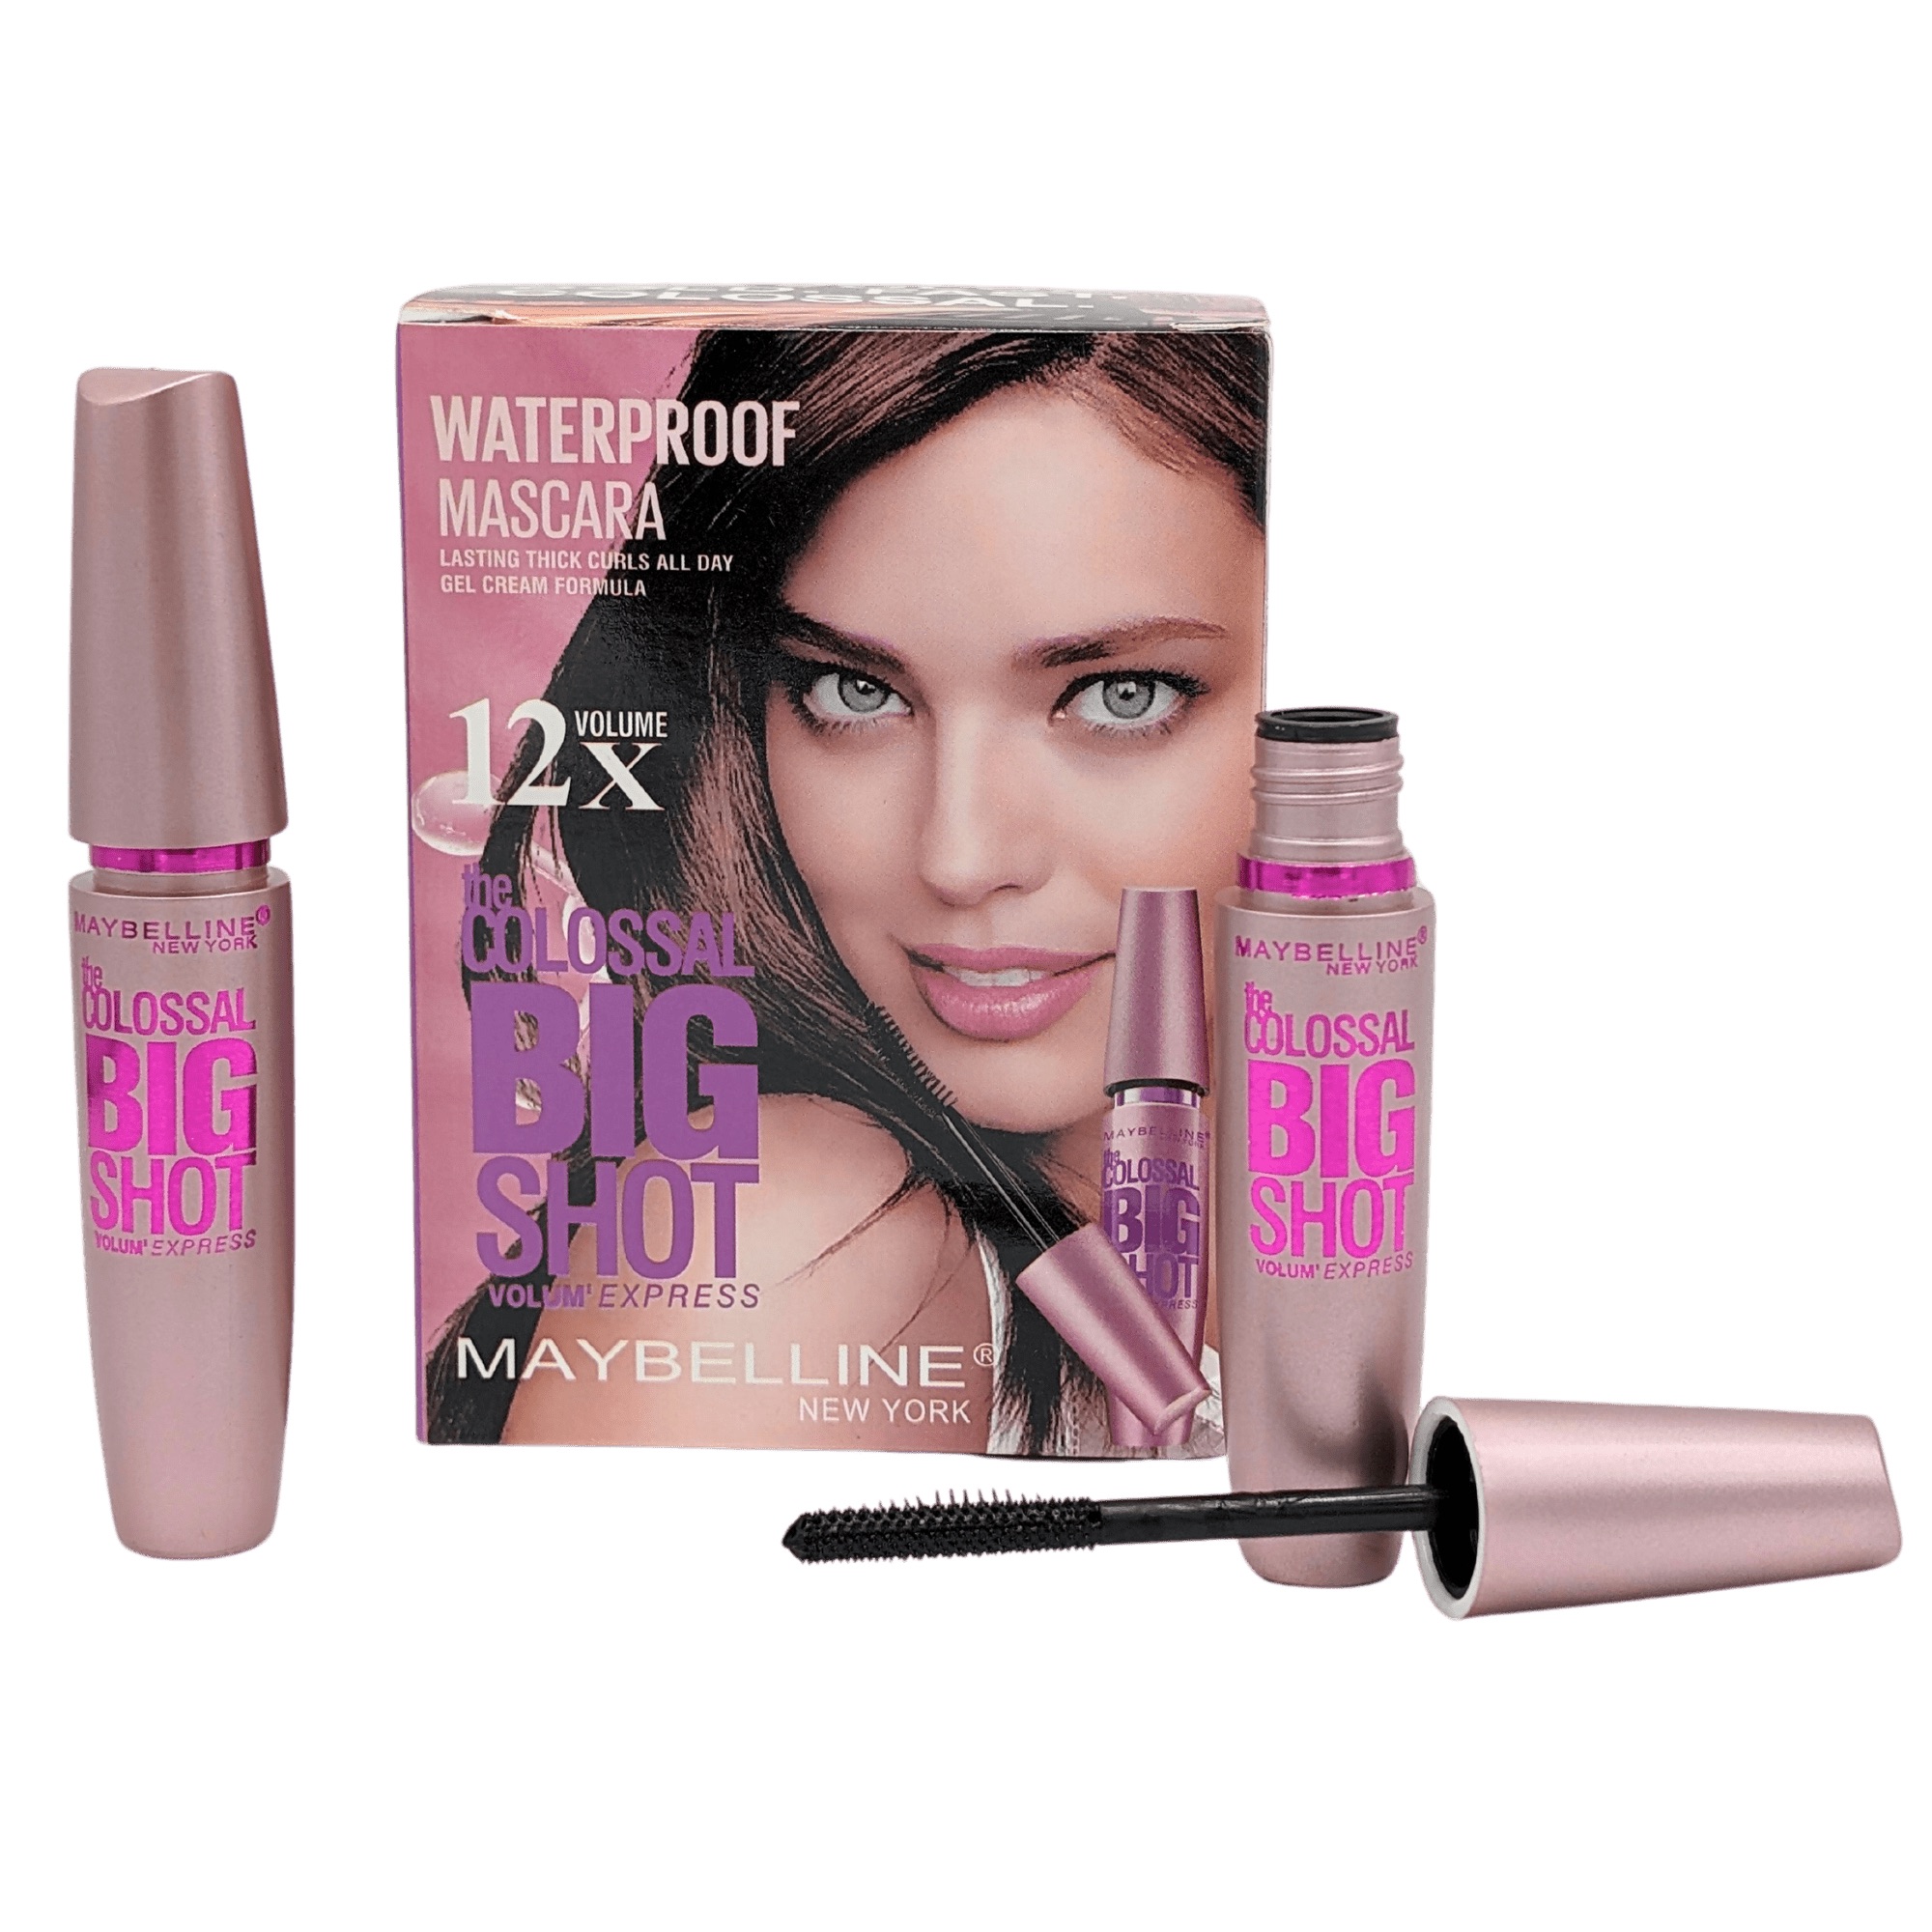 MAYBELLINE®
NEW YORK
the
COLOSSAL
BIG
SHOT
VOLUM' EXPRESS
COLOSSAL.
WATERPROOF
MASCARA
LASTING THICK CURLS ALL DAY
GEL CREAM FORMULA
12 VOLUME
X
the
COLOSSAL
BIG
SHOT
VOLUM' EXPRESS
MAYBELLINE®
NEW YORK
MAYBELLINE
the
COLOSSAL
BIG
SHOT
MAYBELLINE®
NEW YORK
the
COLOSSAL
BIG
SHOT
VOLUM' EXPRESS